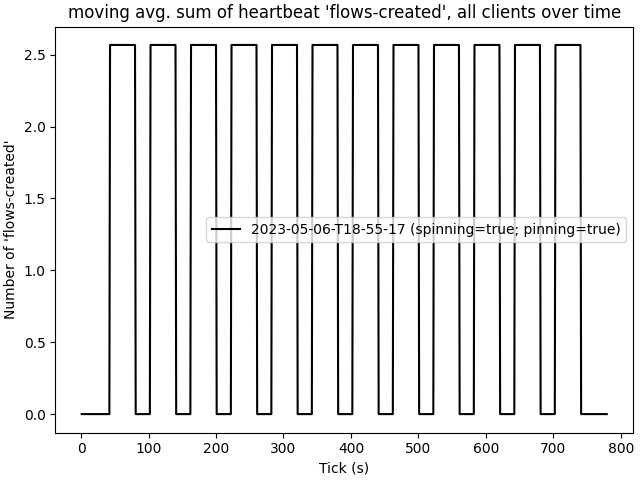 moving avg. sum of heartbeat 'flows-created', all clients over time
Number of 'flows-created'
2.5
2.0
1.5
1.0
0.5
0.0
2023-05-06-T18-55-17 (spinning=true; pinning=true)
0 100 200 300 400 500 600 700 800
Tick (s)